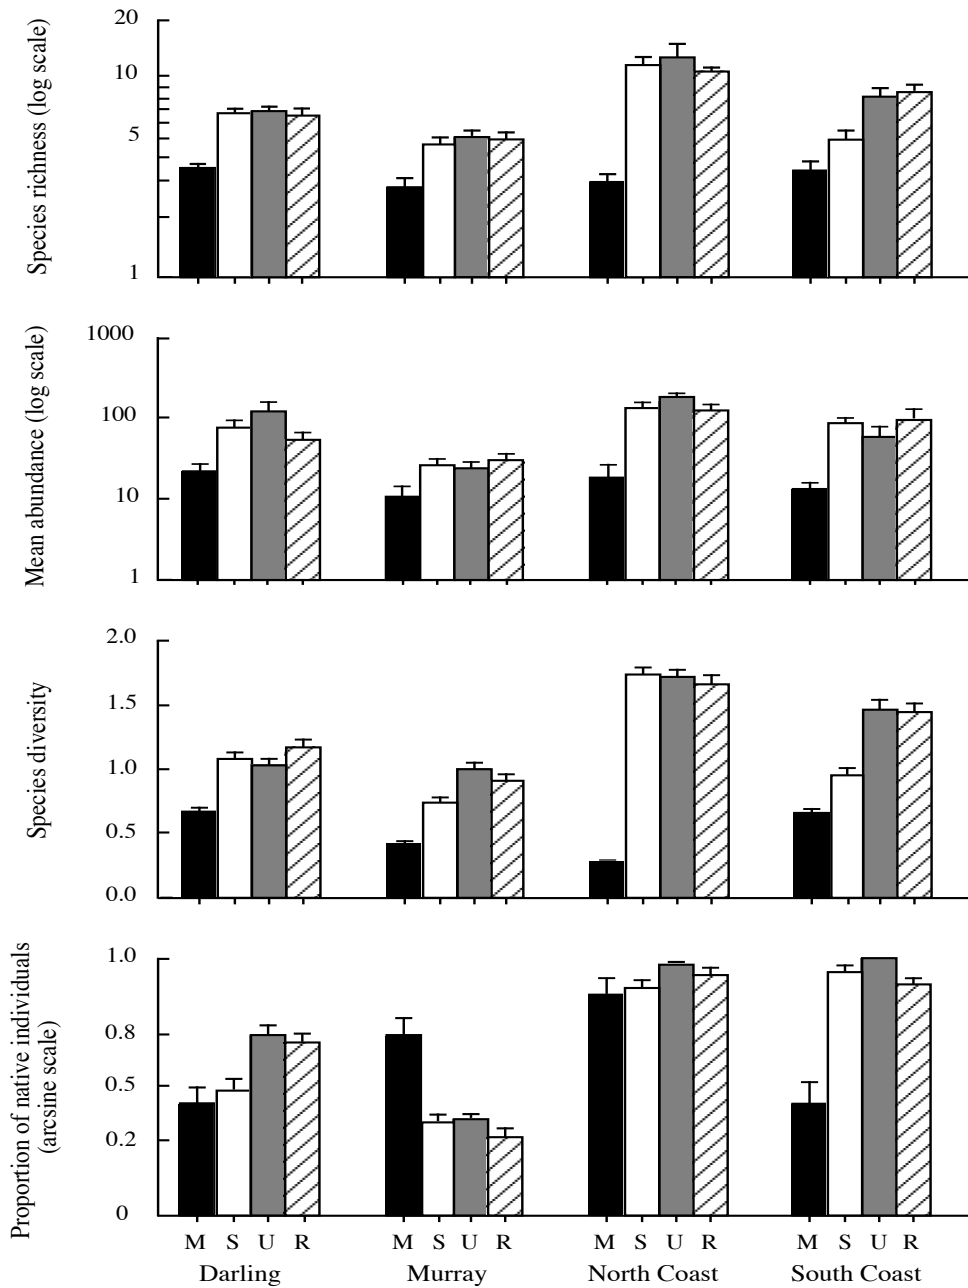 Species richness (log scale)
20
10
5
1
Mean abundance (log scale)
1000
100
10
1
Species diversity
2.0
1.5
1.0
0.5
0.0
Proportion of native individuals
(arcsine scale)
1.0
0.8
0.5
0.2
0
M S U R M S U R M S U R M S U R
Darling Murray North Coast South Coast